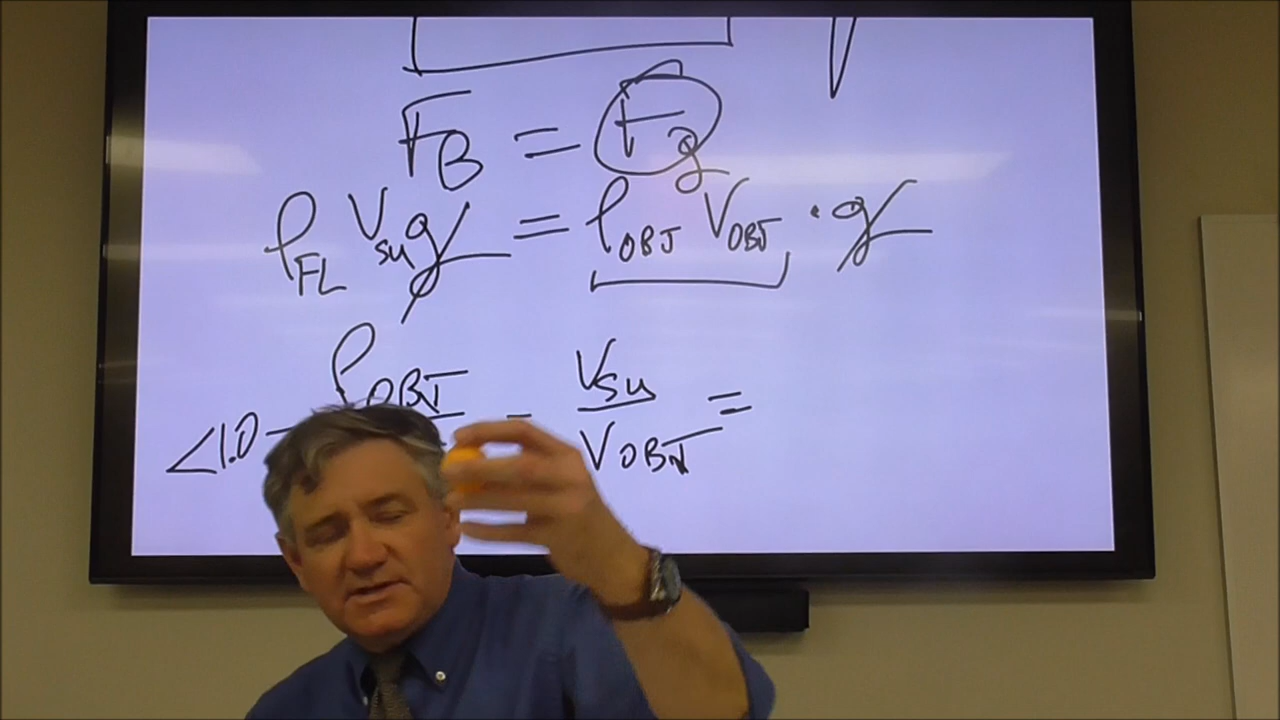 F_B = F_g
ρ_FL V_su g = ρ_OBJ V_OBJ · g
<1.0 ρ_OBJ = V_su / V_OBJ =